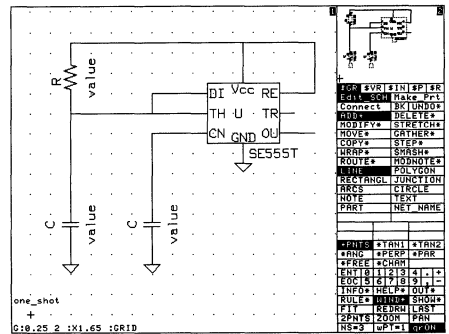 1
2
R
value
DI Vcc RE
TH U TR
CN GND OU
SE555T
C
value
C
value
one_shot
G:0.25 2 :X1.65 :GRID
*GR $VR $IN $P $R
Edit_SCH Make_Prt
Connect BK UNDO*
ADD* DELETE*
MODIFY* STRETCH*
MOVE* GATHER*
COPY* STEP*
WRAP* SMASH*
ROUTE* MODNOTE*
LINE POLYGON
RECTANGL JUNCTION
ARCS CIRCLE
NOTE TEXT
PART NET_NAME
*PNTS *TAN1 *TAN2
*ANG *PERP *PAR
*FREE *CHAM
ENT 0 1 2 3 4 . +
EOC 5 6 7 8 9 , -
INFO* HELP* OUT*
RULE* WIND* SHOW*
FIT REDRW LAST
2PNTS ZOOM PAN
NS=3 wPT=1 grON